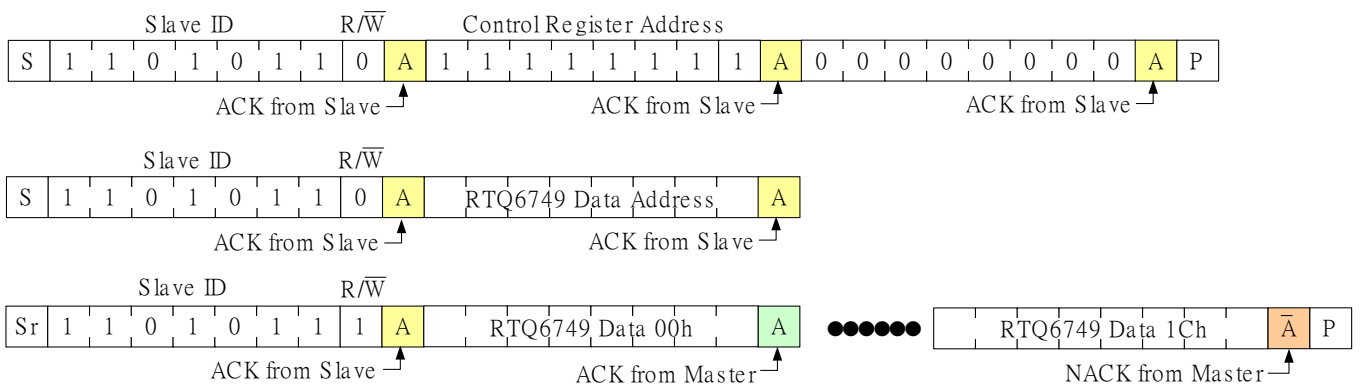 Slave ID R/W̅ Control Register Address
S 1 1 0 1 0 1 1 0 A 1 1 1 1 1 1 1 1 A 0 0 0 0 0 0 0 0 A P
ACK from Slave ACK from Slave ACK from Slave
Slave ID R/W̅
S 1 1 0 1 0 1 1 0 A RTQ6749 Data Address A
ACK from Slave ACK from Slave
Slave ID R/W̅
Sr 1 1 0 1 0 1 1 1 A RTQ6749 Data 00h A ●●●●●● RTQ6749 Data 1Ch A̅ P
ACK from Slave ACK from Master NACK from Master